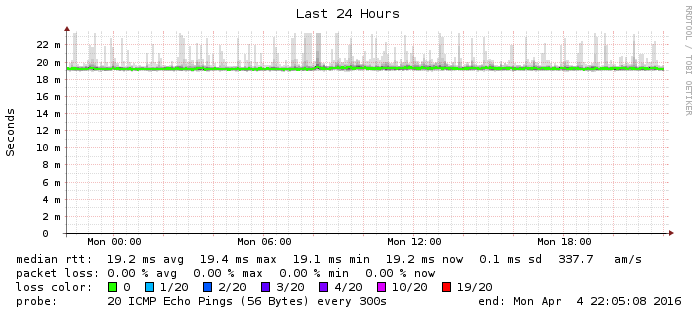 Last 24 Hours
RRDTOOL / TOBI OETIKER
Seconds
22 m
20 m
18 m
16 m
14 m
12 m
10 m
8 m
6 m
4 m
2 m
0
Mon 00:00 Mon 06:00 Mon 12:00 Mon 18:00
median rtt: 19.2 ms avg 19.4 ms max 19.1 ms min 19.2 ms now 0.1 ms sd 337.7 am/s
packet loss: 0.00 % avg 0.00 % max 0.00 % min 0.00 % now
loss color: 0 1/20 2/20 3/20 4/20 10/20 19/20
probe: 20 ICMP Echo Pings (56 Bytes) every 300s end: Mon Apr 4 22:05:08 2016